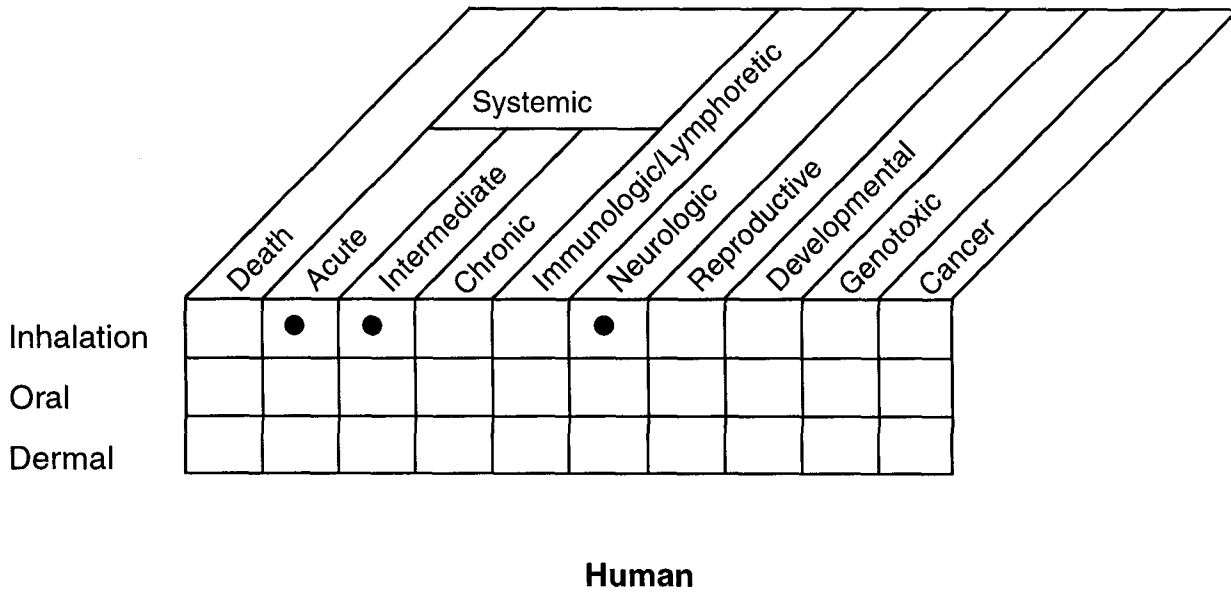 Systemic
Death
Acute
Intermediate
Chronic
Immunologic/Lymphoretic
Neurologic
Reproductive
Developmental
Genotoxic
Cancer
Inhalation
Oral
Dermal
Human